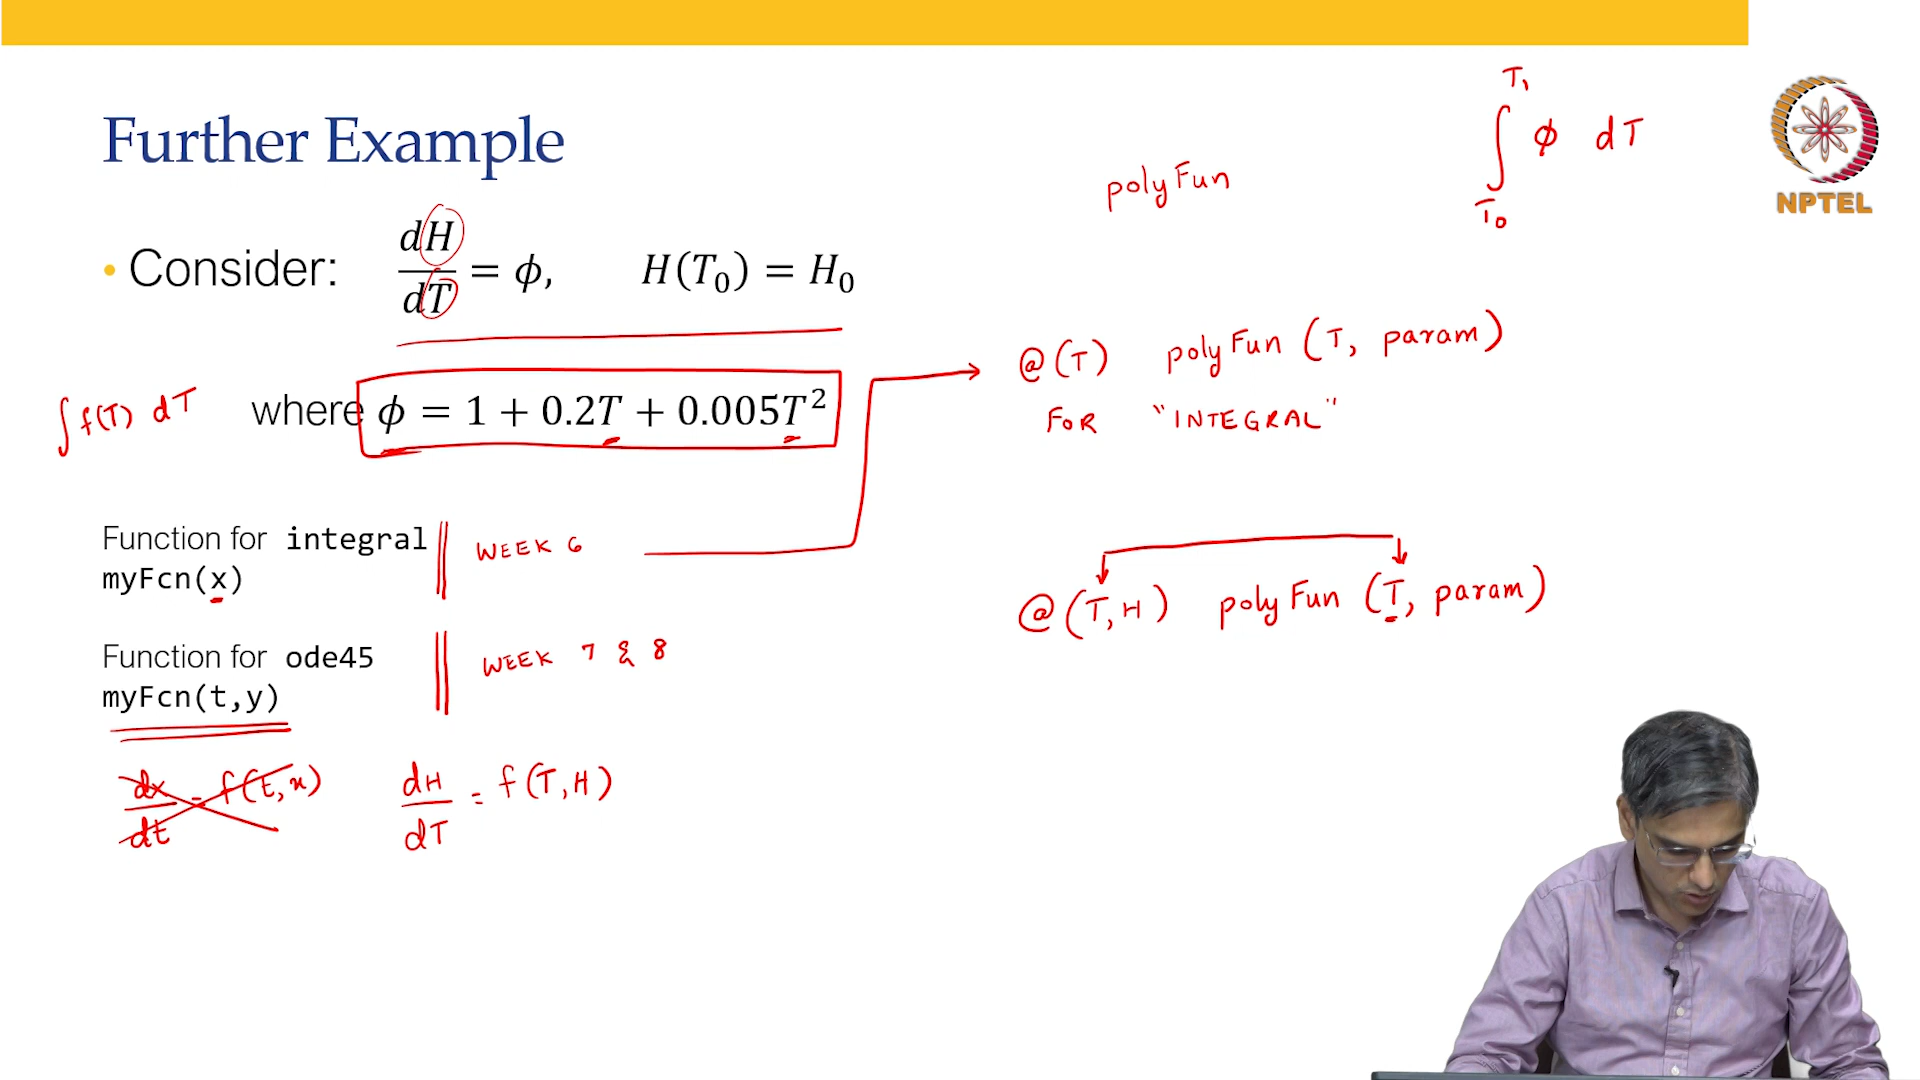 Further Example
• Consider: dH/dT = ϕ, H(T₀) = H₀
where ϕ = 1 + 0.2T + 0.005T²
∫ f(T) dT
Function for integral
myFcn(x)
WEEK 6
Function for ode45
myFcn(t,y)
WEEK 7 & 8
dx/dt = f(t,x)
dH/dT = f(T,H)
polyFun
∫ T₀ T₁ ϕ dT
@(T) polyFun (T, param)
FOR "INTEGRAL"
@(T,H) polyFun (T, param)
NPTEL